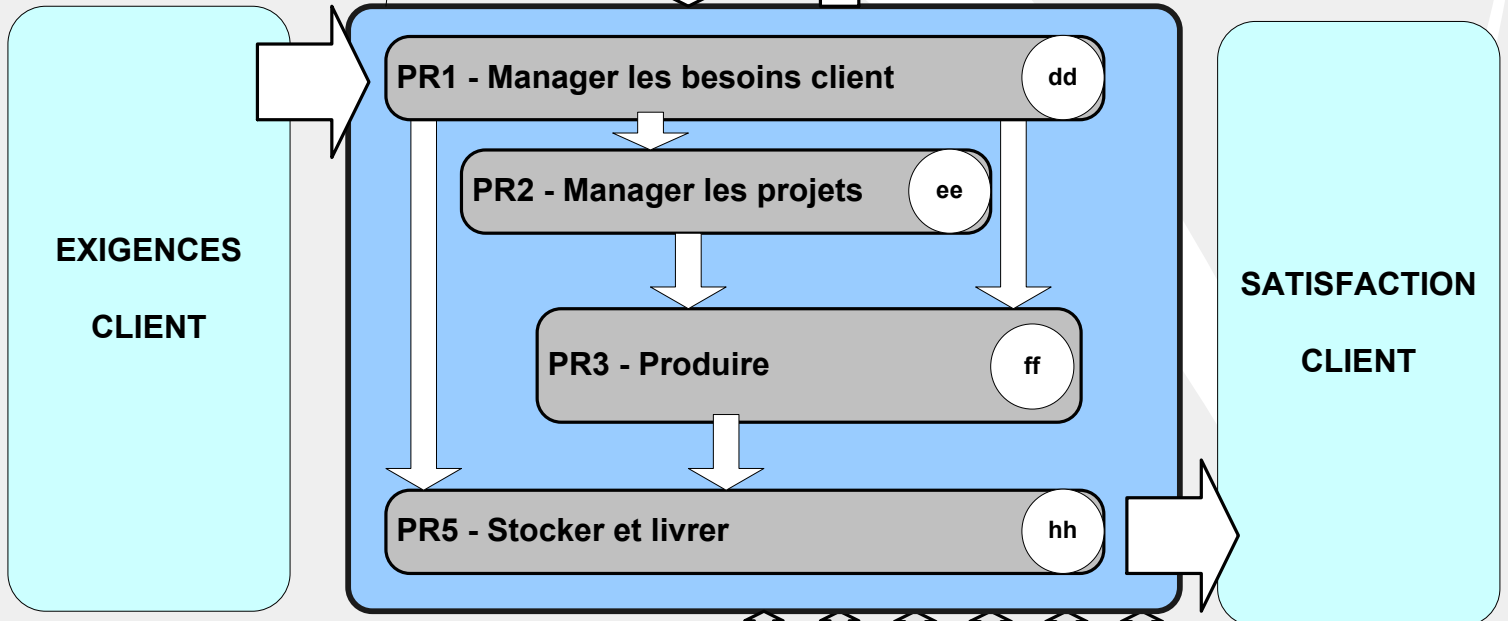 EXIGENCES
CLIENT
PR1 - Manager les besoins client
dd
PR2 - Manager les projets
ee
PR3 - Produire
ff
PR5 - Stocker et livrer
hh
SATISFACTION
CLIENT